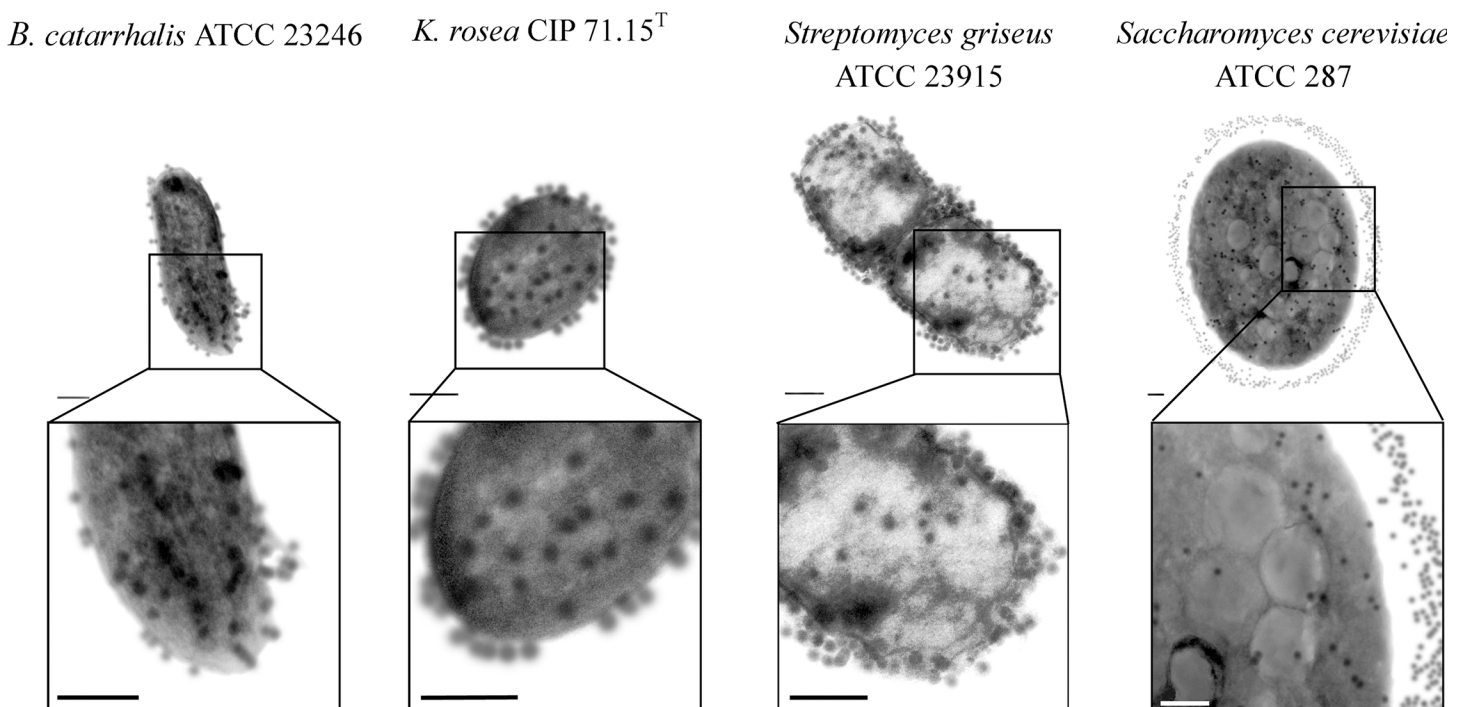 B. catarrhalis ATCC 23246
K. rosea CIP 71.15ᵀ
Streptomyces griseus
ATCC 23915
Saccharomyces cerevisiae
ATCC 287